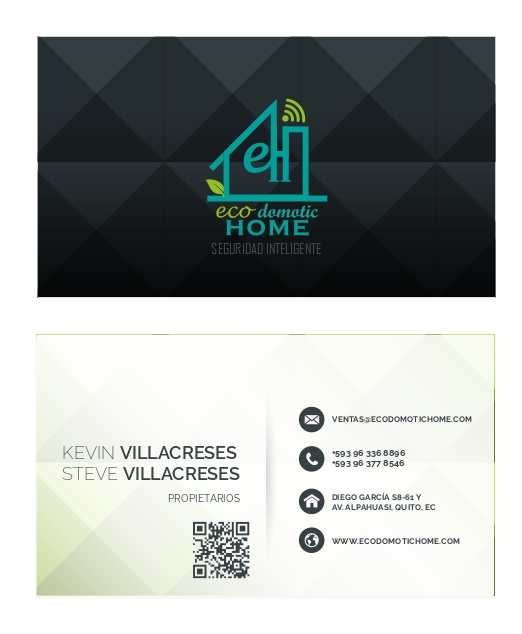 eH
eco domotic
HOME
SEGURIDAD INTELIGENTE
KEVIN VILLACRESES
STEVE VILLACRESES
PROPIETARIOS
VENTAS@ECODOMOTICHOME.COM
+593 96 336 8896
+593 96 377 8546
DIEGO GARCÍA S8-61 Y
AV. ALPAHUASI, QUITO, EC
WWW.ECODOMOTICHOME.COM